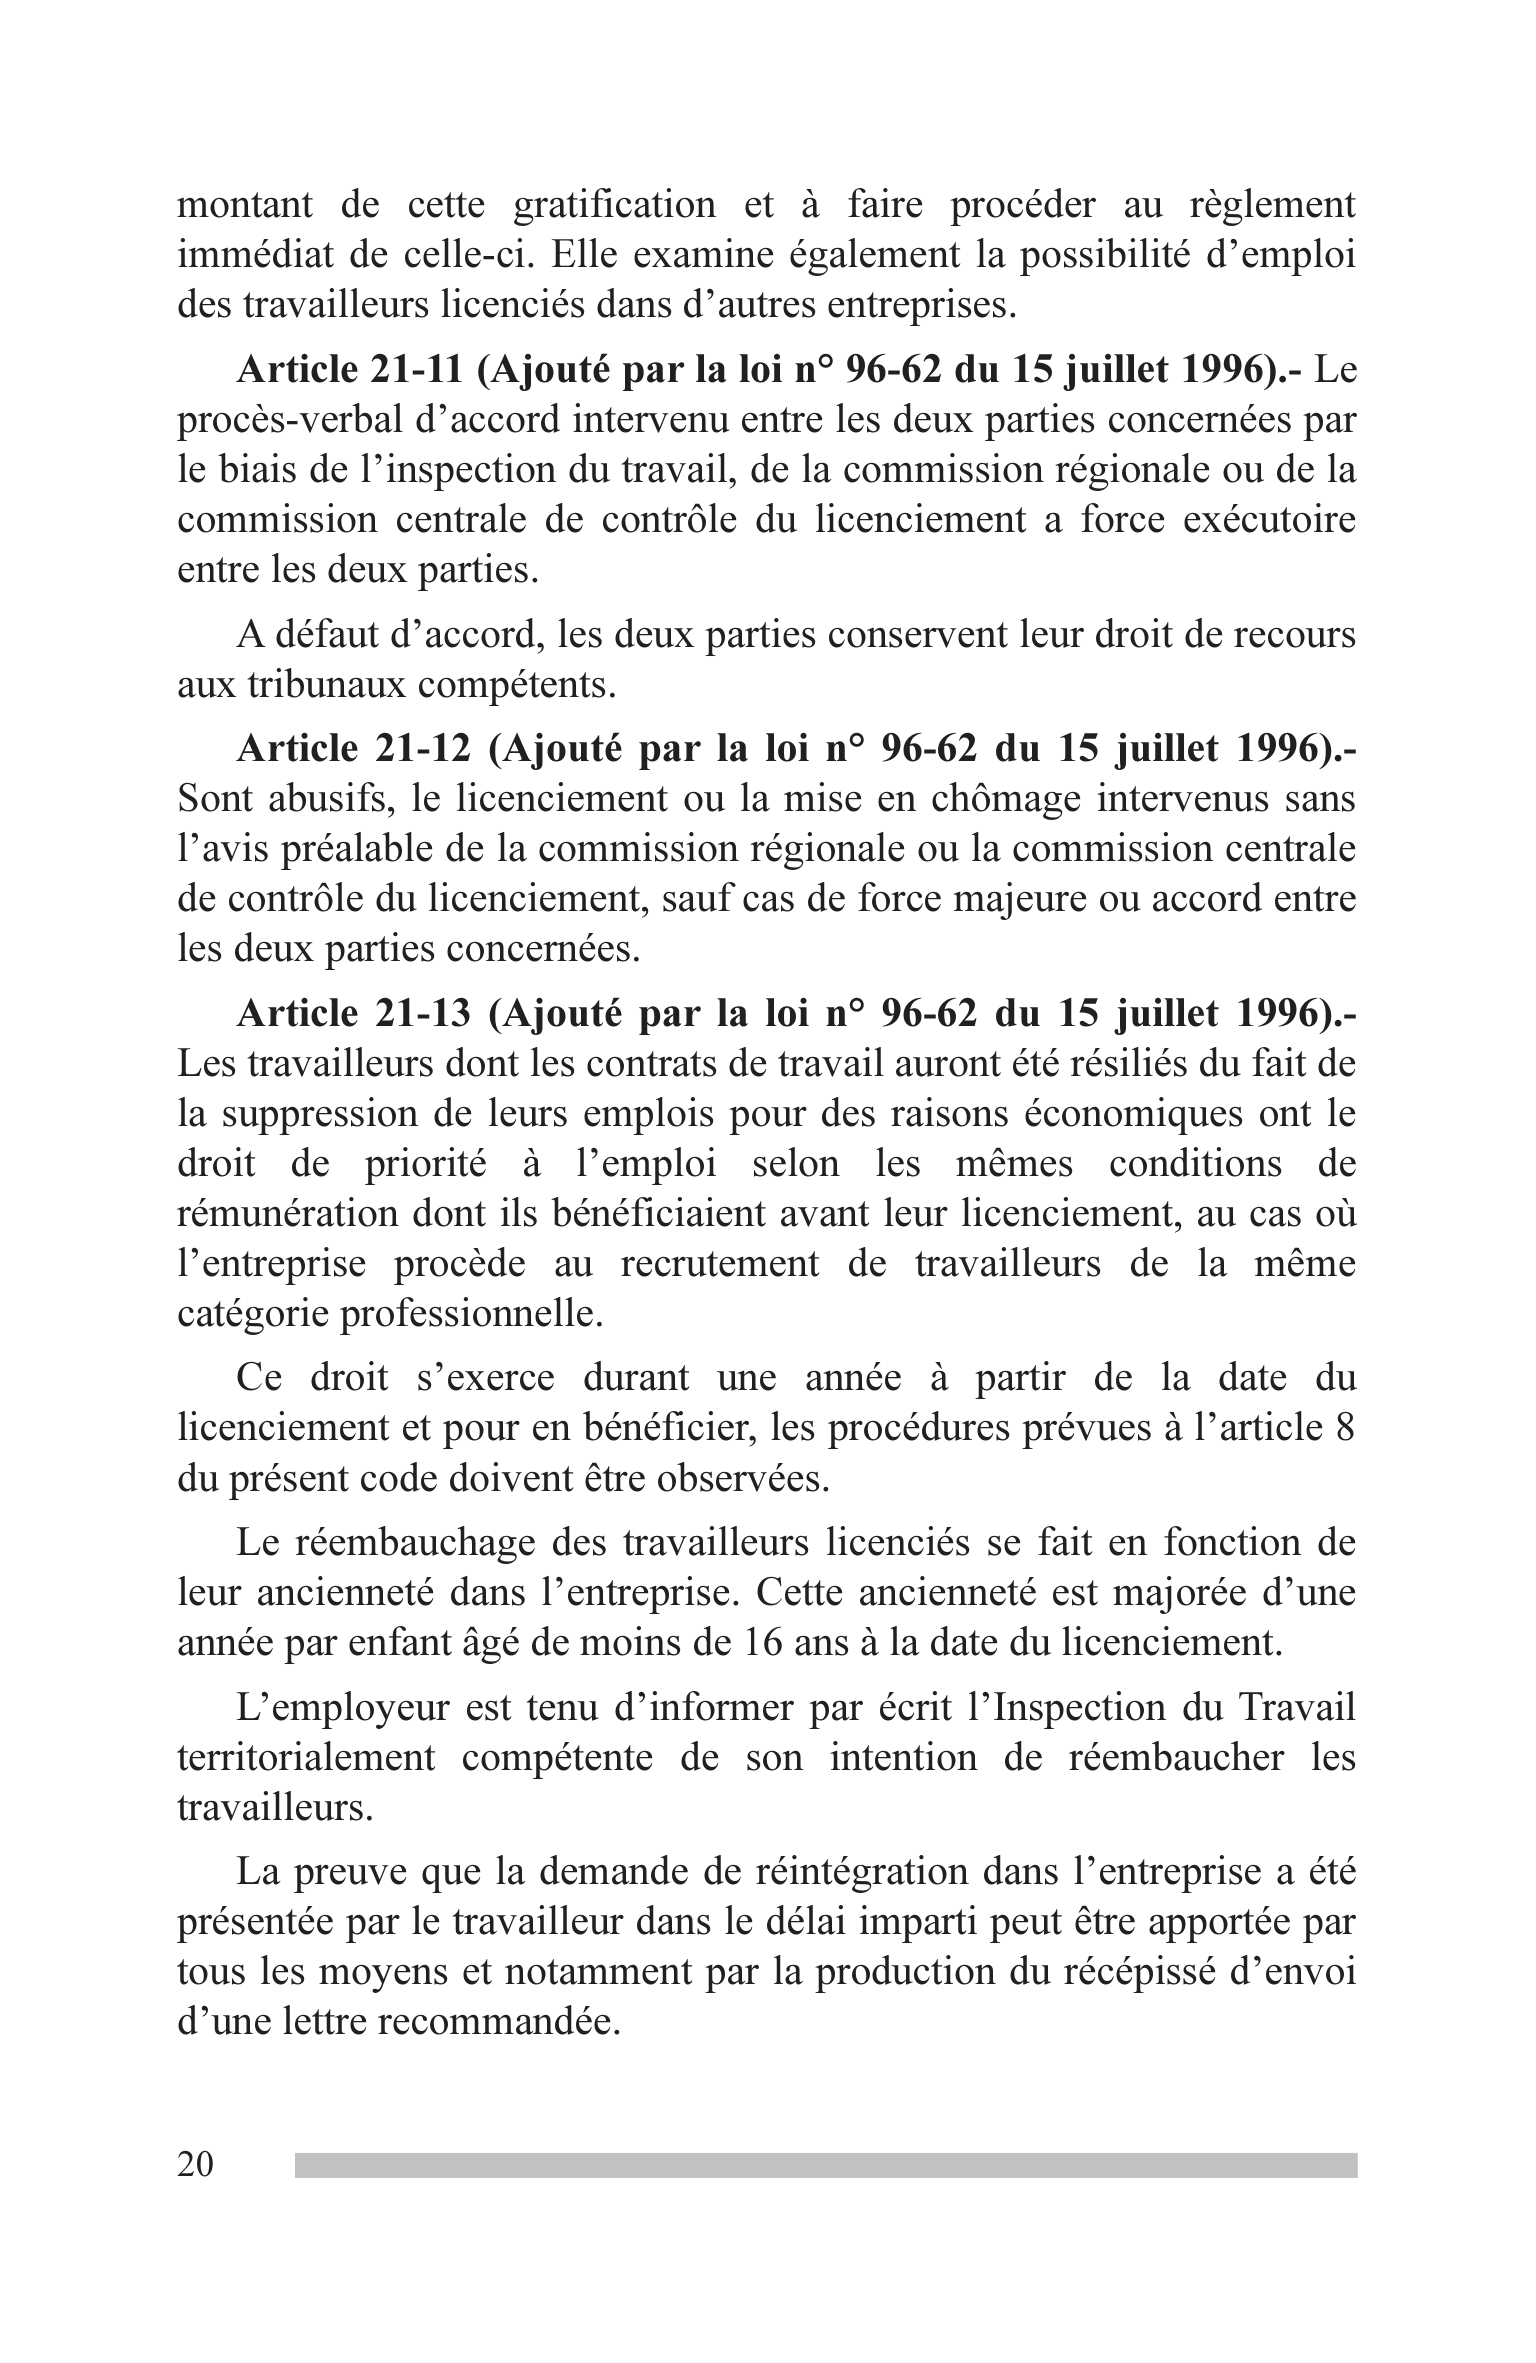 montant de cette gratification et à faire procéder au règlement
immédiat de celle-ci. Elle examine également la possibilité d’emploi
des travailleurs licenciés dans d’autres entreprises.
Article 21-11 (Ajouté par la loi n° 96-62 du 15 juillet 1996).- Le
procès-verbal d’accord intervenu entre les deux parties concernées par
le biais de l’inspection du travail, de la commission régionale ou de la
commission centrale de contrôle du licenciement a force exécutoire
entre les deux parties.
A défaut d’accord, les deux parties conservent leur droit de recours
aux tribunaux compétents.
Article 21-12 (Ajouté par la loi n° 96-62 du 15 juillet 1996).-
Sont abusifs, le licenciement ou la mise en chômage intervenus sans
l’avis préalable de la commission régionale ou la commission centrale
de contrôle du licenciement, sauf cas de force majeure ou accord entre
les deux parties concernées.
Article 21-13 (Ajouté par la loi n° 96-62 du 15 juillet 1996).-
Les travailleurs dont les contrats de travail auront été résiliés du fait de
la suppression de leurs emplois pour des raisons économiques ont le
droit de priorité à l’emploi selon les mêmes conditions de
rémunération dont ils bénéficiaient avant leur licenciement, au cas où
l’entreprise procède au recrutement de travailleurs de la même
catégorie professionnelle.
Ce droit s’exerce durant une année à partir de la date du
licenciement et pour en bénéficier, les procédures prévues à l’article 8
du présent code doivent être observées.
Le réembauchage des travailleurs licenciés se fait en fonction de
leur ancienneté dans l’entreprise. Cette ancienneté est majorée d’une
année par enfant âgé de moins de 16 ans à la date du licenciement.
L’employeur est tenu d’informer par écrit l’Inspection du Travail
territorialement compétente de son intention de réembaucher les
travailleurs.
La preuve que la demande de réintégration dans l’entreprise a été
présentée par le travailleur dans le délai imparti peut être apportée par
tous les moyens et notamment par la production du récépissé d’envoi
d’une lettre recommandée.
20